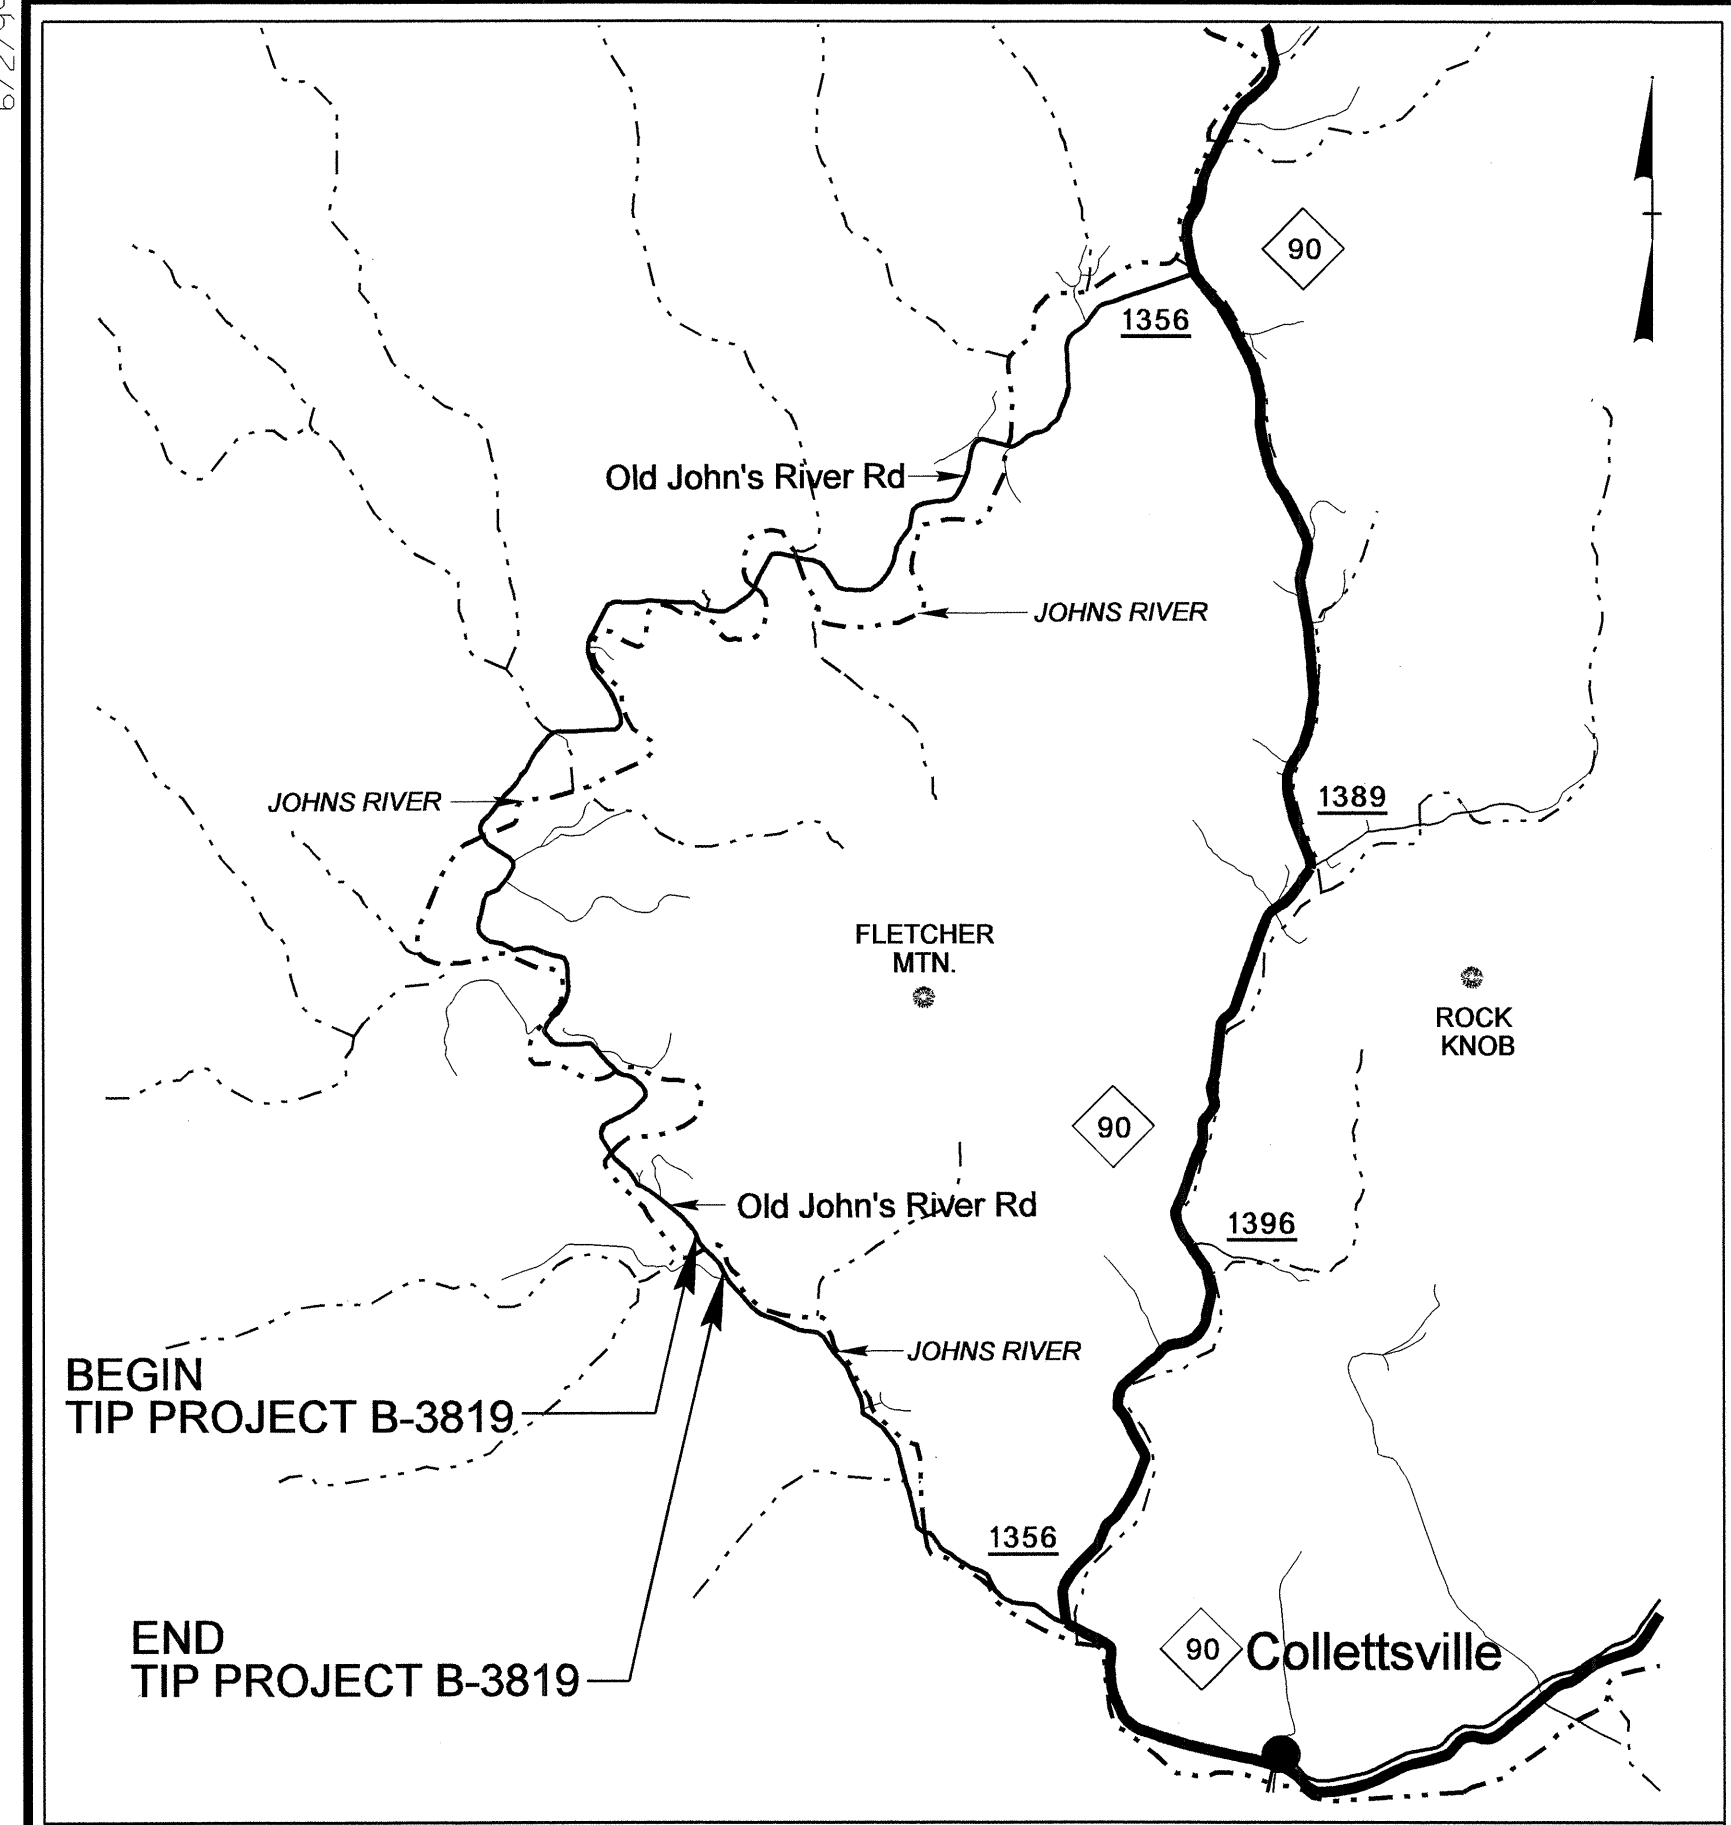 90
1356
Old John's River Rd
JOHNS RIVER
JOHNS RIVER
1389
FLETCHER
MTN.
ROCK
KNOB
90
Old John's River Rd
1396
JOHNS RIVER
BEGIN
TIP PROJECT B-3819
1356
END
TIP PROJECT B-3819
90
Collettsville